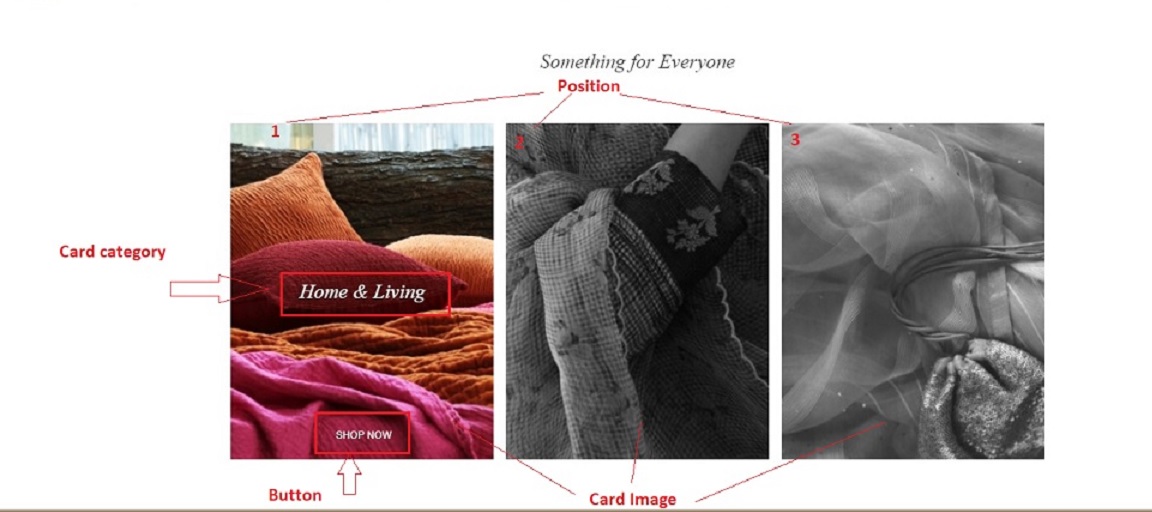 Something for Everyone
Position
1
2
3
Card category
Home & Living
SHOP NOW
Button
Card Image